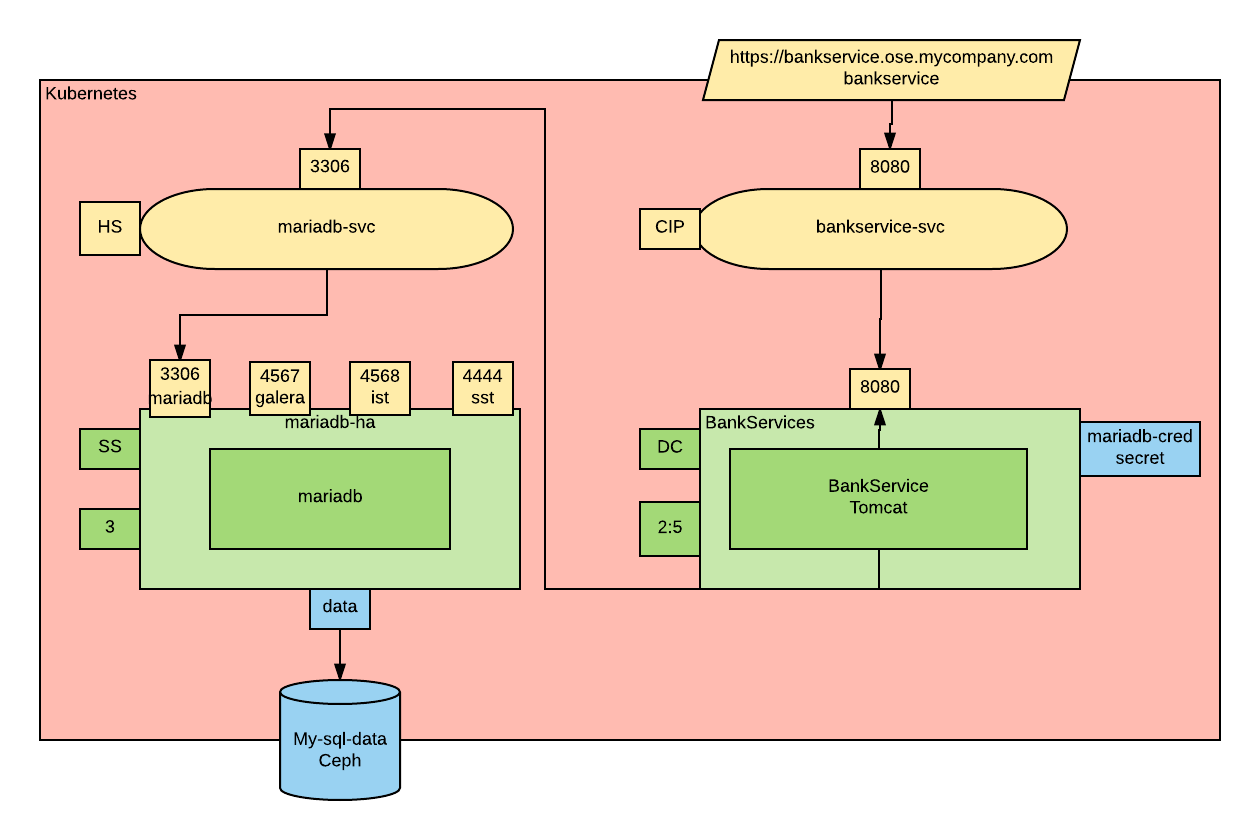 https://bankservice.ose.mycompany.com
bankservice
Kubernetes
3306
8080
HS
mariadb-svc
CIP
bankservice-svc
3306
mariadb
4567
galera
4568
ist
4444
sst
8080
mariadb-ha
BankServices
SS
DC
mariadb-cred
secret
mariadb
BankService
Tomcat
3
2:5
data
My-sql-data
Ceph